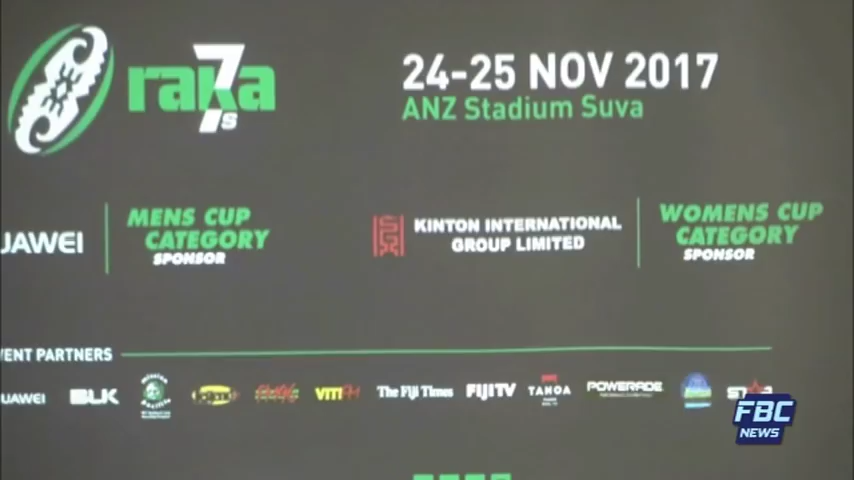 raka
7s
24-25 NOV 2017
ANZ Stadium Suva
UAWEI
MENS CUP
CATEGORY
SPONSOR
KINTON INTERNATIONAL
GROUP LIMITED
WOMENS CUP
CATEGORY
SPONSOR
VENT PARTNERS
UAWEI
BLK
VITI FM
The Fiji Times
FIJI TV
TANOA
POWERADE
FBC
NEWS